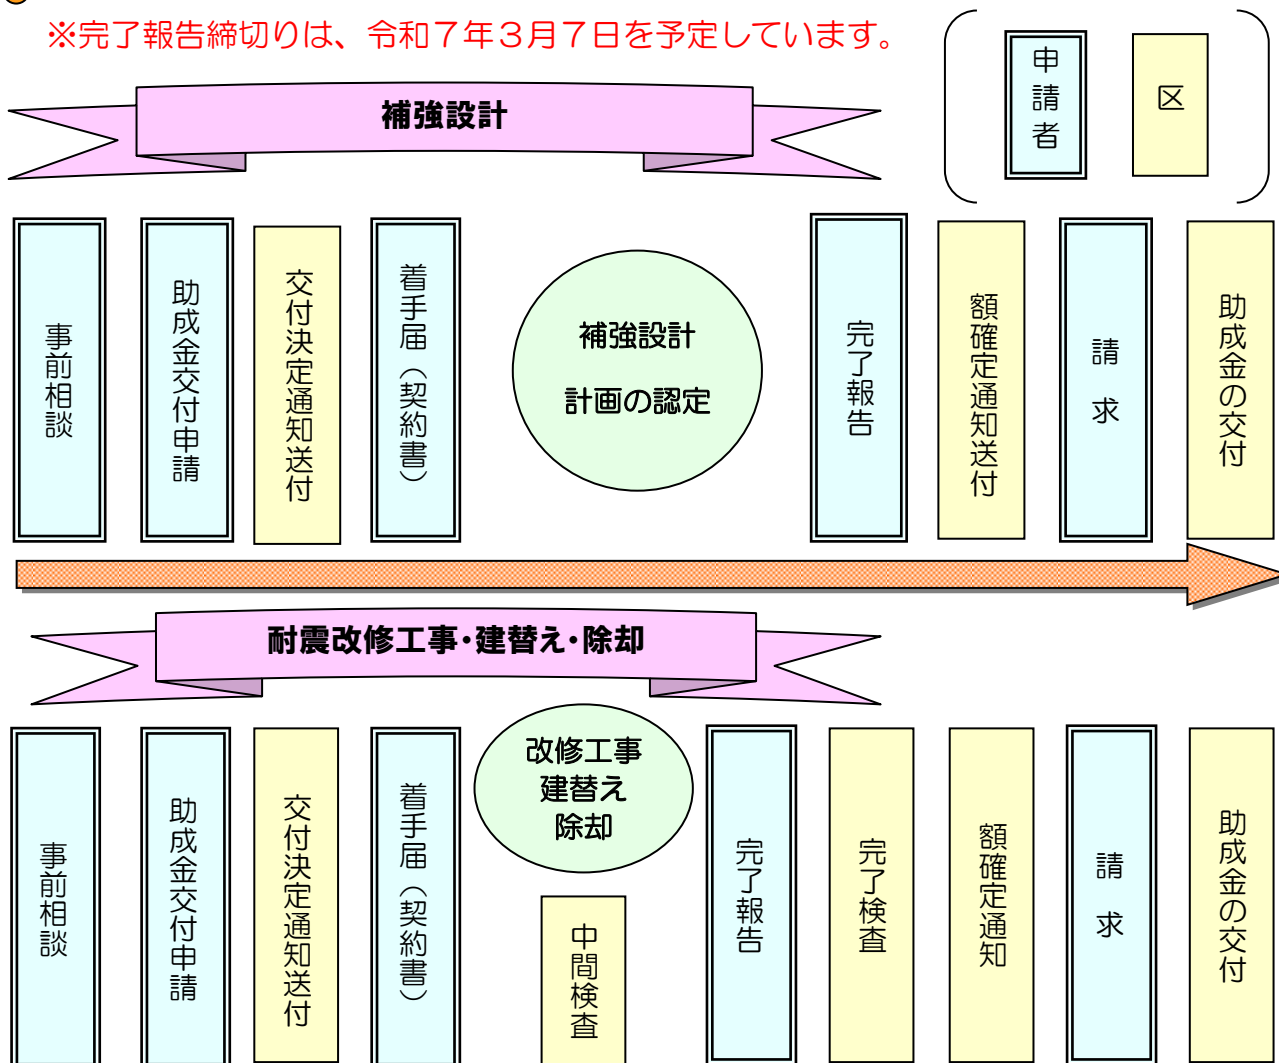 ※完了報告締切りは、令和７年３月７日を予定しています。
申請者
区
補強設計
事前相談
助成金交付申請
交付決定通知送付
着手届（契約書）
補強設計
計画の認定
完了報告
額確定通知送付
請求
助成金の交付
耐震改修工事・建替え・除却
事前相談
助成金交付申請
交付決定通知送付
着手届（契約書）
改修工事
建替え
除却
中間検査
完了報告
完了検査
額確定通知
請求
助成金の交付